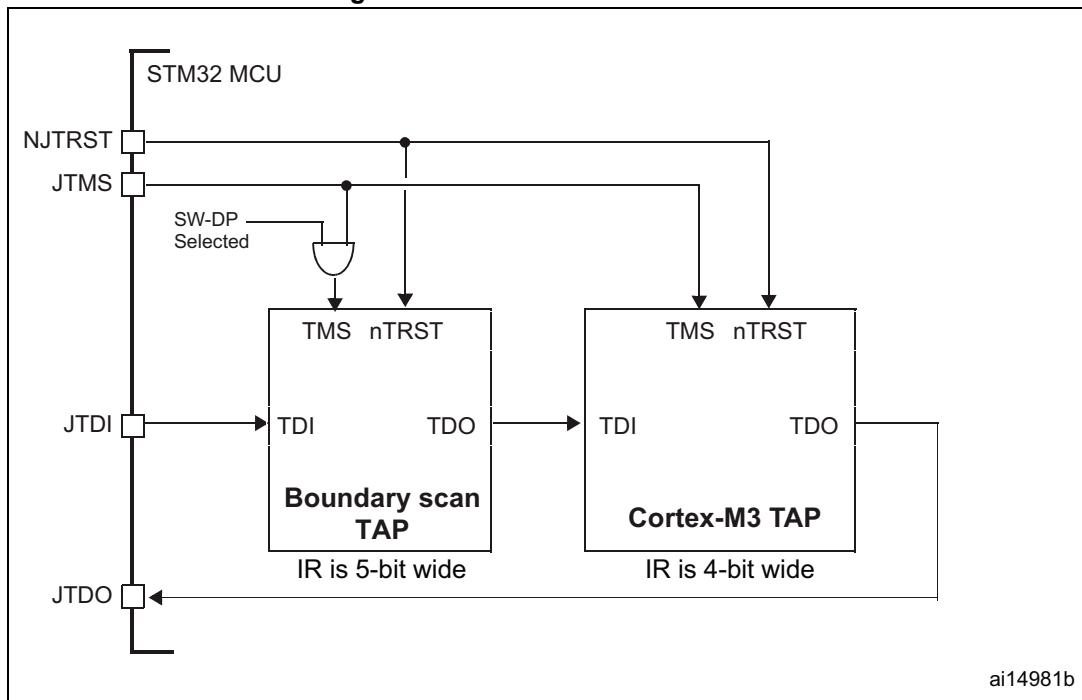 STM32 MCU
NJTRST
JTMS
SW-DP
Selected
TMS nTRST
TMS nTRST
JTDI
TDI
TDO
TDI
TDO
Boundary scan
TAP
Cortex-M3 TAP
IR is 5-bit wide
IR is 4-bit wide
JTDO
ai14981b